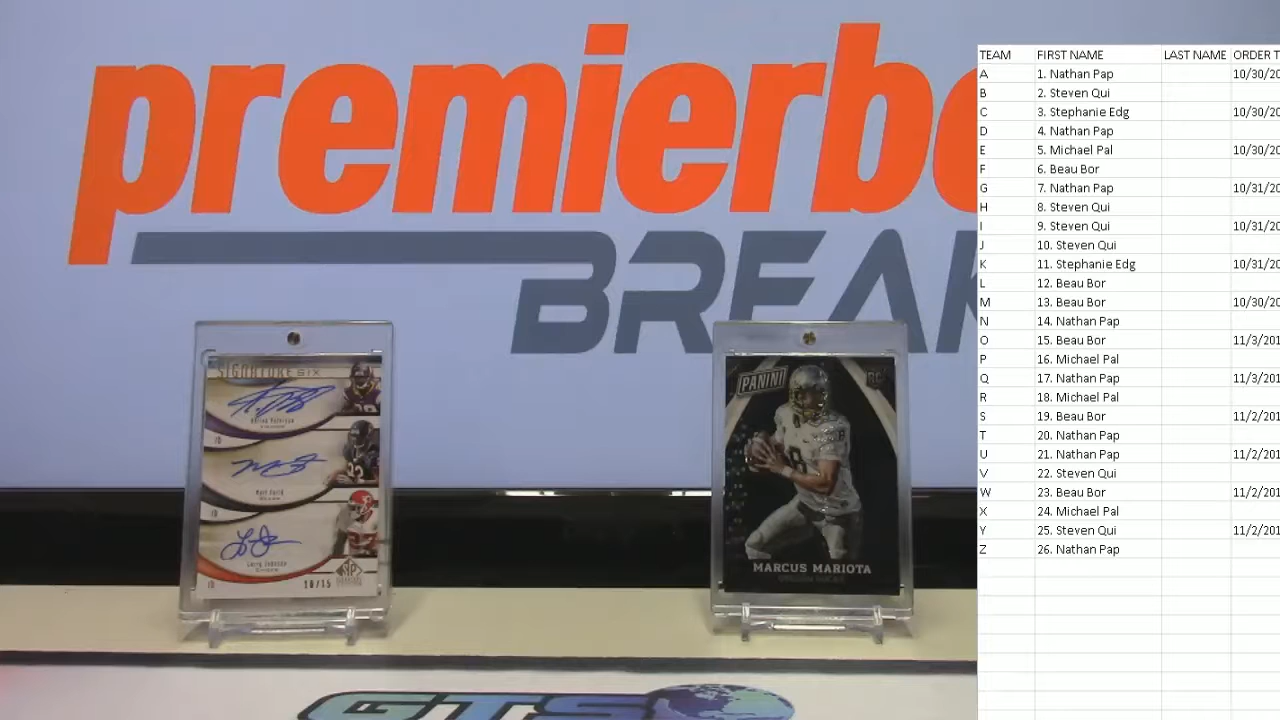 premierbo
BREAK
SIGNATURE SIX
Larry Johnson
10/15
PANINI
RC
MARCUS MARIOTA
OREGON DUCKS
GTS
TEAM FIRST NAME LAST NAME ORDER T
A 1. Nathan Pap 10/30/20
B 2. Steven Qui
C 3. Stephanie Edg 10/30/20
D 4. Nathan Pap
E 5. Michael Pal 10/30/20
F 6. Beau Bor
G 7. Nathan Pap 10/31/20
H 8. Steven Qui
I 9. Steven Qui 10/31/20
J 10. Steven Qui
K 11. Stephanie Edg 10/31/20
L 12. Beau Bor
M 13. Beau Bor 10/30/20
N 14. Nathan Pap
O 15. Beau Bor 11/3/201
P 16. Michael Pal
Q 17. Nathan Pap 11/3/201
R 18. Michael Pal
S 19. Beau Bor 11/2/201
T 20. Nathan Pap
U 21. Nathan Pap 11/2/201
V 22. Steven Qui
W 23. Beau Bor 11/2/201
X 24. Michael Pal
Y 25. Steven Qui 11/2/201
Z 26. Nathan Pap